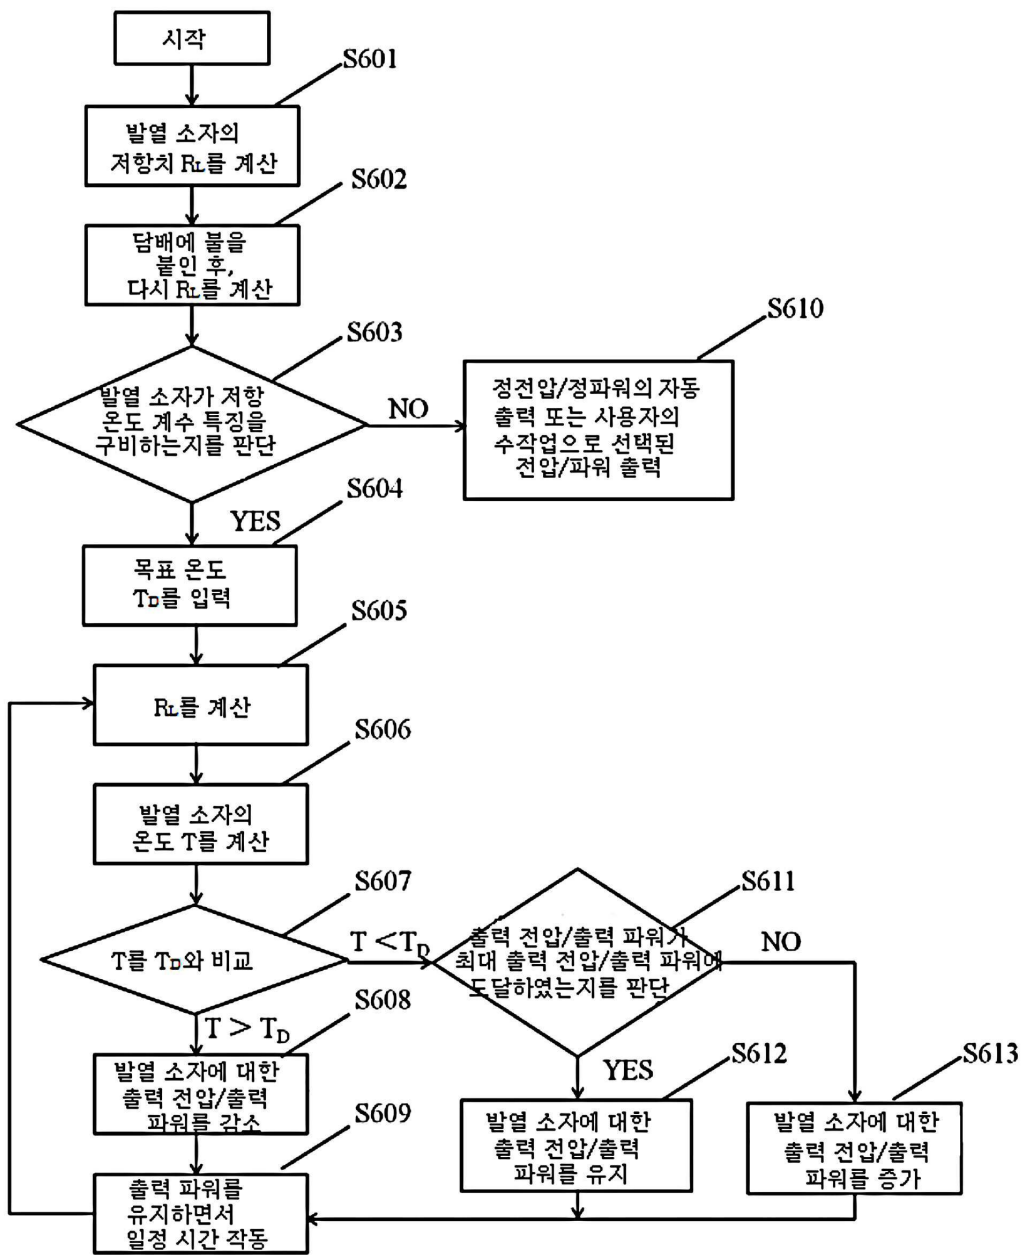 시작
S601
발열 소자의
저항치 RL를 계산
S602
담배에 불을
붙인 후,
다시 RL를 계산
S603
발열 소자가 저항
온도 계수 특징을
구비하는지를 판단
NO
S610
정전압/정파워의 자동
출력 또는 사용자의
수작업으로 선택된
전압/파워 출력
YES
S604
목표 온도
TD를 입력
S605
RL를 계산
S606
발열 소자의
온도 T를 계산
S607
T를 TD와 비교
T < TD
S611
출력 전압/출력 파워가
최대 출력 전압/출력 파워에
도달하였는지를 판단
NO
T > TD
S608
발열 소자에 대한
출력 전압/출력
파워를 감소
YES
S612
발열 소자에 대한
출력 전압/출력
파워를 유지
S613
발열 소자에 대한
출력 전압/출력
파워를 증가
S609
출력 파워를
유지하면서
일정 시간 작동